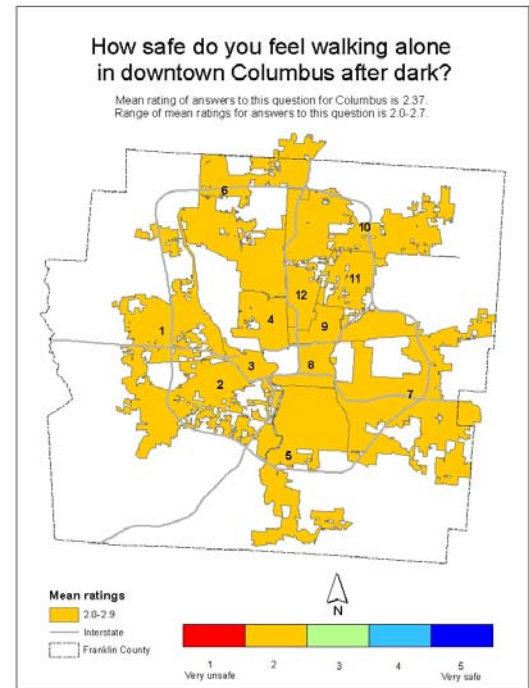 How safe do you feel walking alone
in downtown Columbus after dark?
Mean rating of answers to this question for Columbus is 2.37.
Range of mean ratings for answers to this question is 2.0-2.7.
6
10
11
12
1
4
9
3
8
2
7
5
N
Mean ratings
2.0-2.9
Interstate
Franklin County
1 2 3 4 5
Very unsafe Very safe